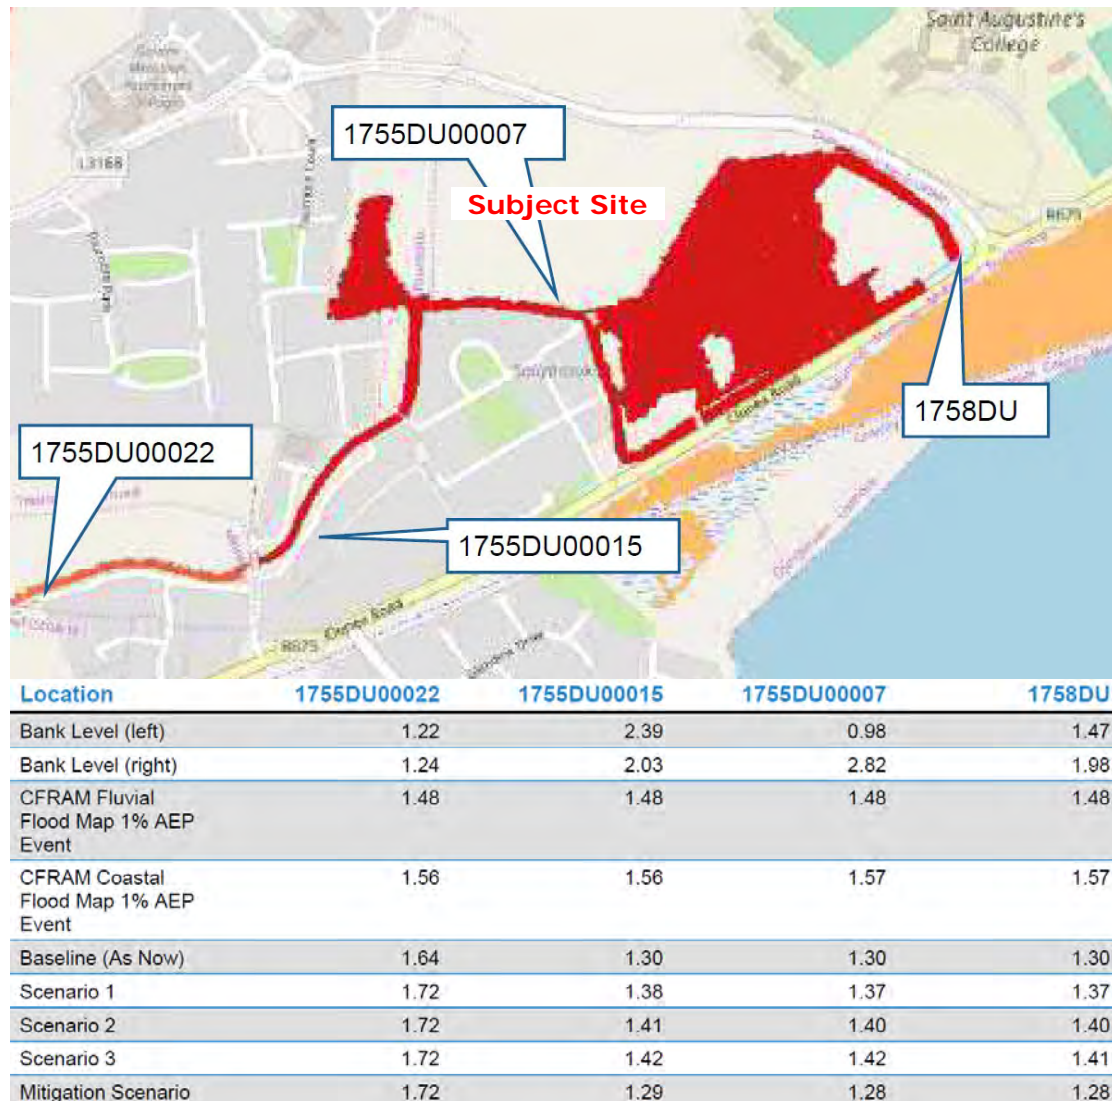 Saint Augustine's
College
1755DU00007
L3168
Subject Site
R675
1758DU
1755DU00022
1755DU00015
Clonea Road
Clonea Road
R675
Location 1755DU00022 1755DU00015 1755DU00007 1758DU
Bank Level (left) 1.22 2.39 0.98 1.47
Bank Level (right) 1.24 2.03 2.82 1.98
CFRAM Fluvial 1.48 1.48 1.48 1.48
Flood Map 1% AEP
Event
CFRAM Coastal 1.56 1.56 1.57 1.57
Flood Map 1% AEP
Event
Baseline (As Now) 1.64 1.30 1.30 1.30
Scenario 1 1.72 1.38 1.37 1.37
Scenario 2 1.72 1.41 1.40 1.40
Scenario 3 1.72 1.42 1.42 1.41
Mitigation Scenario 1.72 1.29 1.28 1.28